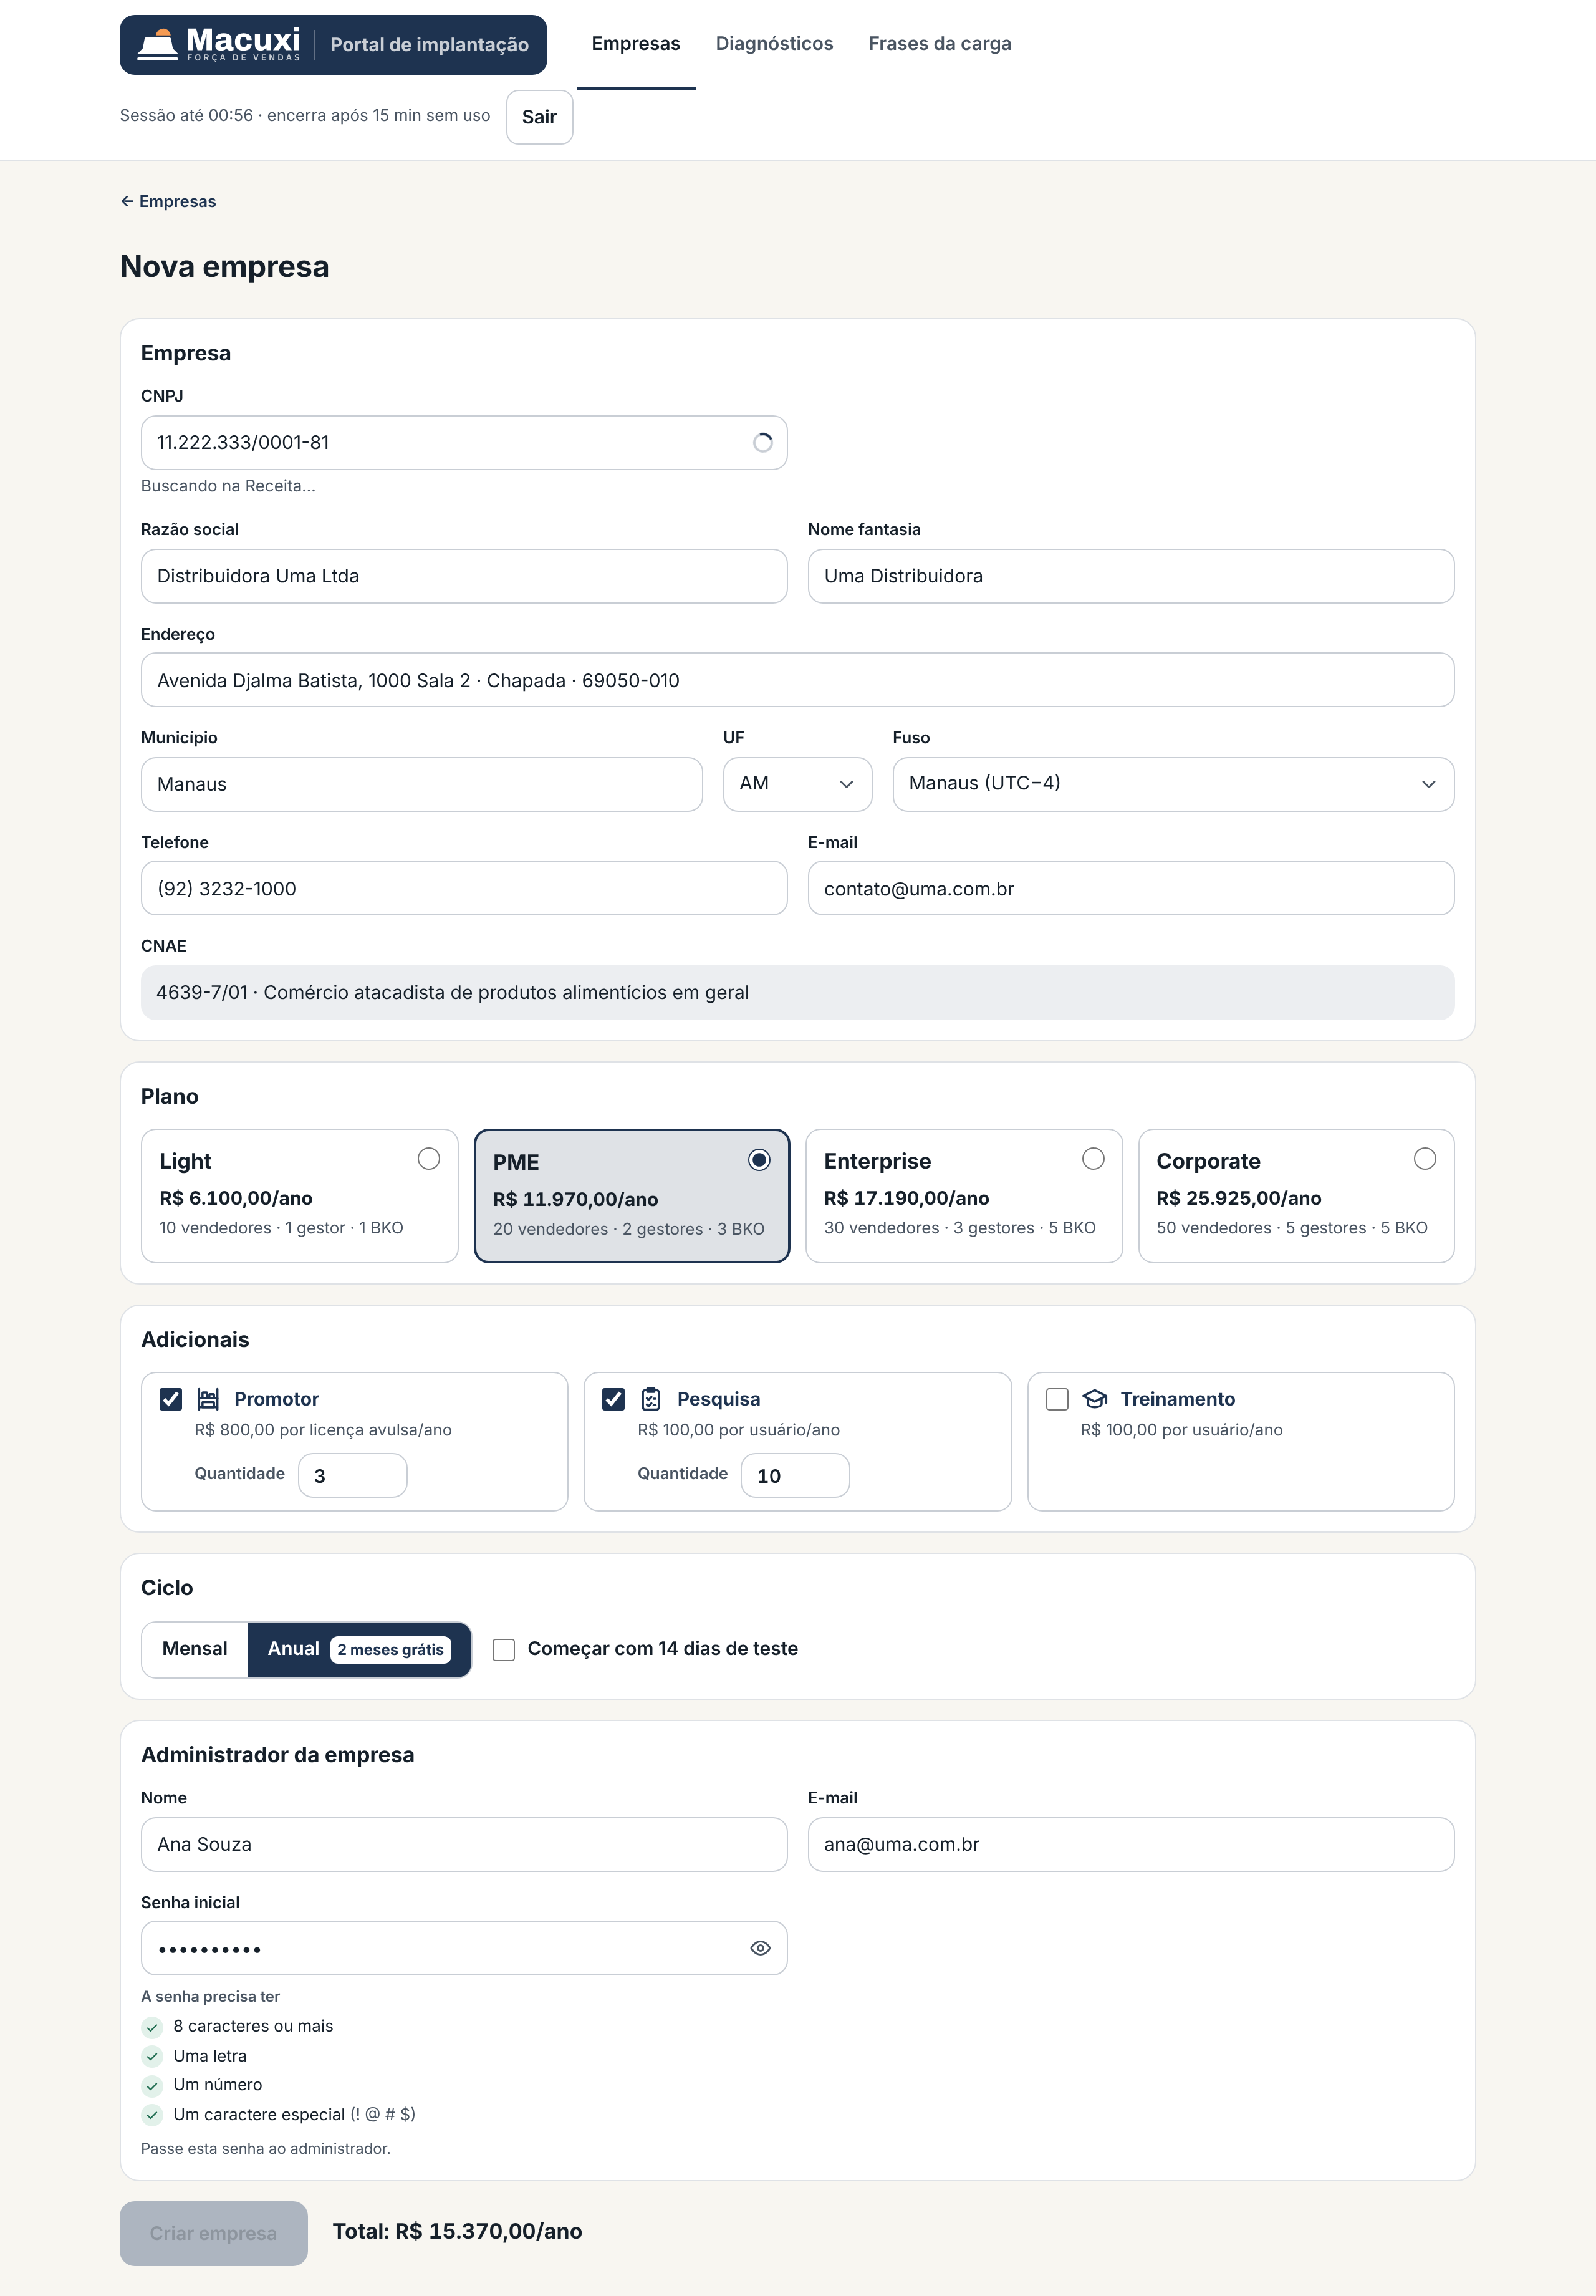 Macuxi
FORÇA DE VENDAS
Portal de implantação
Empresas
Diagnósticos
Frases da carga
Sessão até 00:56 · encerra após 15 min sem uso
Sair
← Empresas
Nova empresa
Empresa
CNPJ
11.222.333/0001-81
Buscando na Receita...
Razão social
Nome fantasia
Distribuidora Uma Ltda
Uma Distribuidora
Endereço
Avenida Djalma Batista, 1000 Sala 2 · Chapada · 69050-010
Município
UF
Fuso
Manaus
AM
Manaus (UTC−4)
Telefone
E-mail
(92) 3232-1000
contato@uma.com.br
CNAE
4639-7/01 · Comércio atacadista de produtos alimentícios em geral
Plano
Light
R$ 6.100,00/ano
10 vendedores · 1 gestor · 1 BKO
PME
R$ 11.970,00/ano
20 vendedores · 2 gestores · 3 BKO
Enterprise
R$ 17.190,00/ano
30 vendedores · 3 gestores · 5 BKO
Corporate
R$ 25.925,00/ano
50 vendedores · 5 gestores · 5 BKO
Adicionais
Promotor
R$ 800,00 por licença avulsa/ano
Quantidade 3
Pesquisa
R$ 100,00 por usuário/ano
Quantidade 10
Treinamento
R$ 100,00 por usuário/ano
Ciclo
Mensal
Anual 2 meses grátis
Começar com 14 dias de teste
Administrador da empresa
Nome
E-mail
Ana Souza
ana@uma.com.br
Senha inicial
••••••••••
A senha precisa ter
8 caracteres ou mais
Uma letra
Um número
Um caractere especial (! @ # $)
Passe esta senha ao administrador.
Criar empresa
Total: R$ 15.370,00/ano